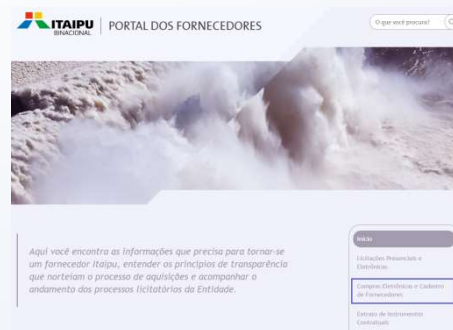 ITAIPU
BINACIONAL
PORTAL DOS FORNECEDORES
O que você procura?
Aqui você encontra as informações que precisa para tornar-se
um fornecedor Itaipu, entender os princípios de transparência
que norteiam o processo de aquisições e acompanhar o
andamento dos processos licitatórios da Entidade.
Início
Licitações Presenciais e
Eletrônicas
Compras Eletrônicas e Cadastro
de Fornecedores
Extrato de Instrumentos
Contratuais